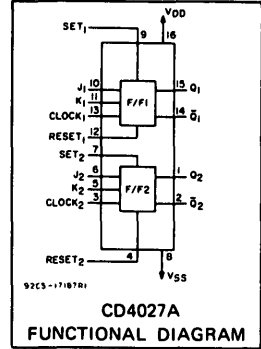 VDD
SET1
9
16
J1 10
K1 11
CLOCK1 13
F/F1
15 Q1
14 Q̅1
RESET1 12
SET2 7
J2 6
K2 5
CLOCK2 3
F/F2
1 Q2
2 Q̅2
RESET2 4
8
VSS
92CS-17187R1
CD4027A
FUNCTIONAL DIAGRAM